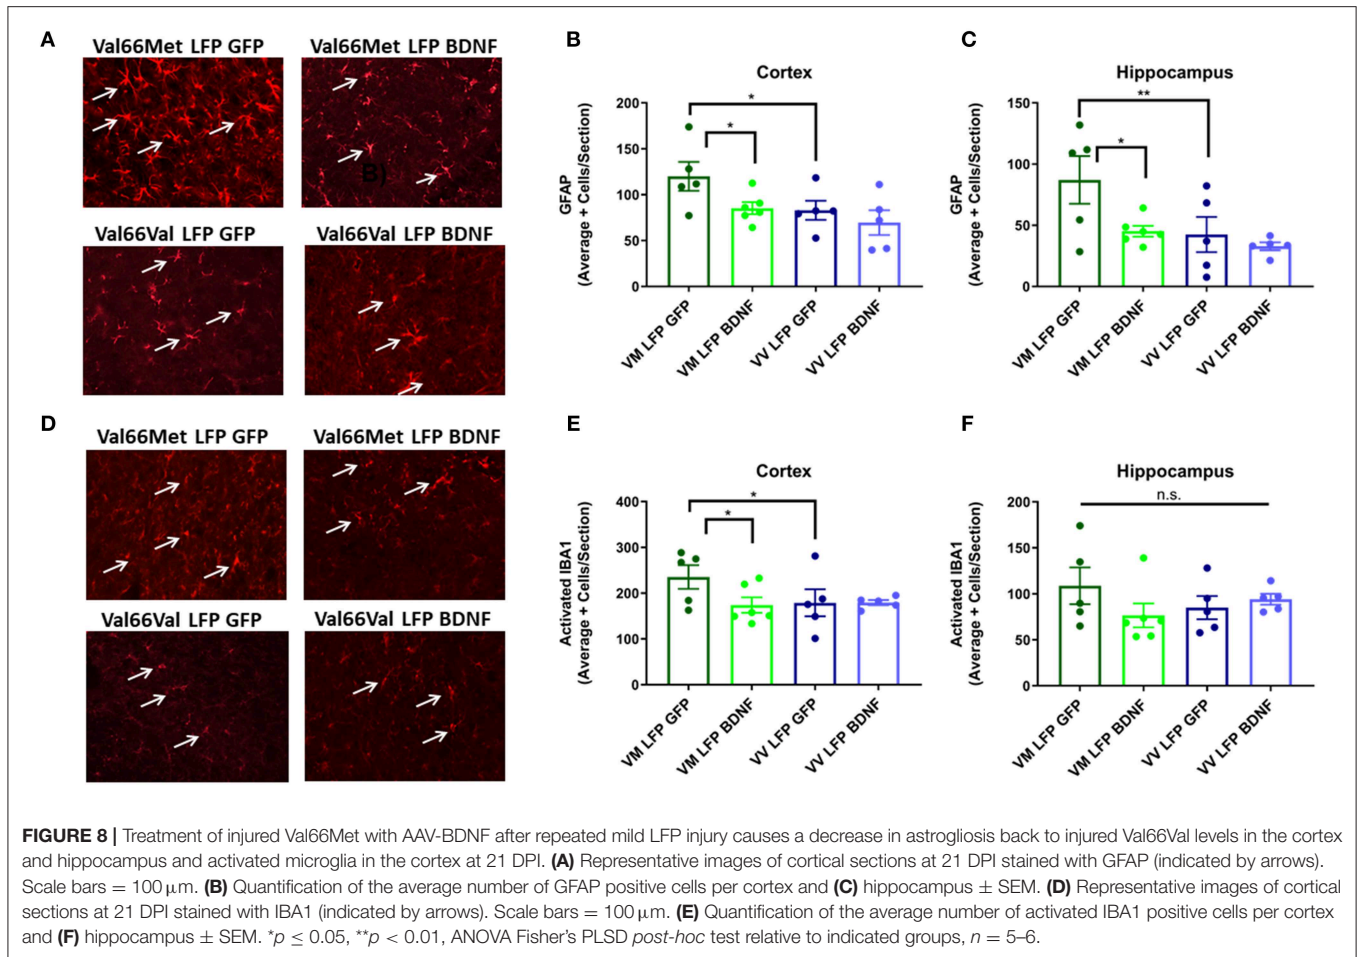 A
Val66Met LFP GFP
Val66Met LFP BDNF
B)
Val66Val LFP GFP
Val66Val LFP BDNF
B
Cortex
GFAP
(Average + Cells/Section)
200
150
100
50
0
*
*
VM LFP GFP
VM LFP BDNF
VV LFP GFP
VV LFP BDNF
C
Hippocampus
GFAP
(Average + Cells/Section)
150
100
50
0
**
*
VM LFP GFP
VM LFP BDNF
VV LFP GFP
VV LFP BDNF
D
Val66Met LFP GFP
Val66Met LFP BDNF
Val66Val LFP GFP
Val66Val LFP BDNF
E
Cortex
Activated IBA1
(Average + Cells/Section)
400
300
200
100
0
*
*
VM LFP GFP
VM LFP BDNF
VV LFP GFP
VV LFP BDNF
F
Hippocampus
n.s.
Activated IBA1
(Average + Cells/Section)
200
150
100
50
0
VM LFP GFP
VM LFP BDNF
VV LFP GFP
VV LFP BDNF
FIGURE 8 | Treatment of injured Val66Met with AAV-BDNF after repeated mild LFP injury causes a decrease in astrogliosis back to injured Val66Val levels in the cortex
and hippocampus and activated microglia in the cortex at 21 DPI. (A) Representative images of cortical sections at 21 DPI stained with GFAP (indicated by arrows).
Scale bars = 100 µm. (B) Quantification of the average number of GFAP positive cells per cortex and (C) hippocampus ± SEM. (D) Representative images of cortical
sections at 21 DPI stained with IBA1 (indicated by arrows). Scale bars = 100 µm. (E) Quantification of the average number of activated IBA1 positive cells per cortex
and (F) hippocampus ± SEM. *p ≤ 0.05, **p < 0.01, ANOVA Fisher's PLSD post-hoc test relative to indicated groups, n = 5–6.